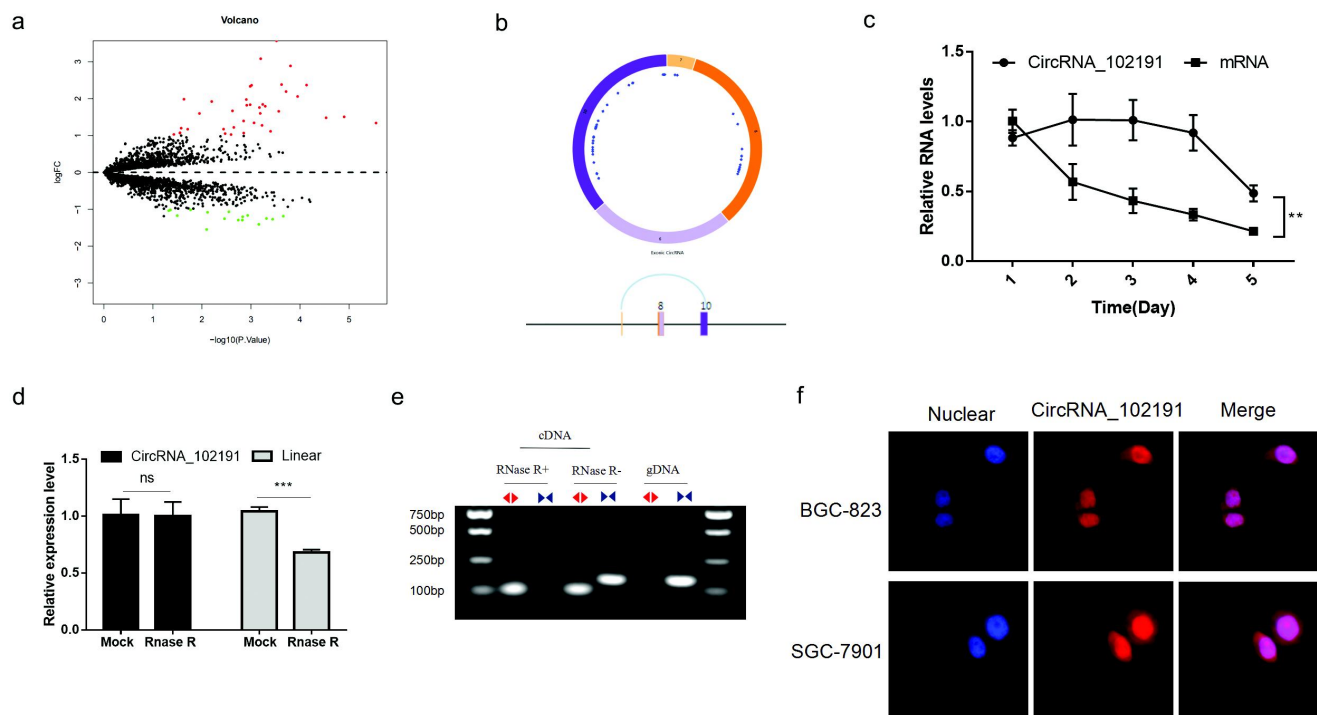 a
Volcano
logFC
3
2
1
0
-1
-2
-3
0 1 2 3 4 5
−log10(P.Value)
b
Exonic CircRNA
8 10
c
CircRNA_102191 mRNA
Relative RNA levels
1.5
1.0
0.5
0.0
1 2 3 4 5
Time(Day)
**
d
CircRNA_102191 Linear
Relative expression level
1.5
1.0
0.5
0.0
ns
***
Mock Rnase R Mock Rnase R
e
cDNA
RNase R+ RNase R- gDNA
750bp
500bp
250bp
100bp
f
Nuclear CircRNA_102191 Merge
BGC-823
SGC-7901